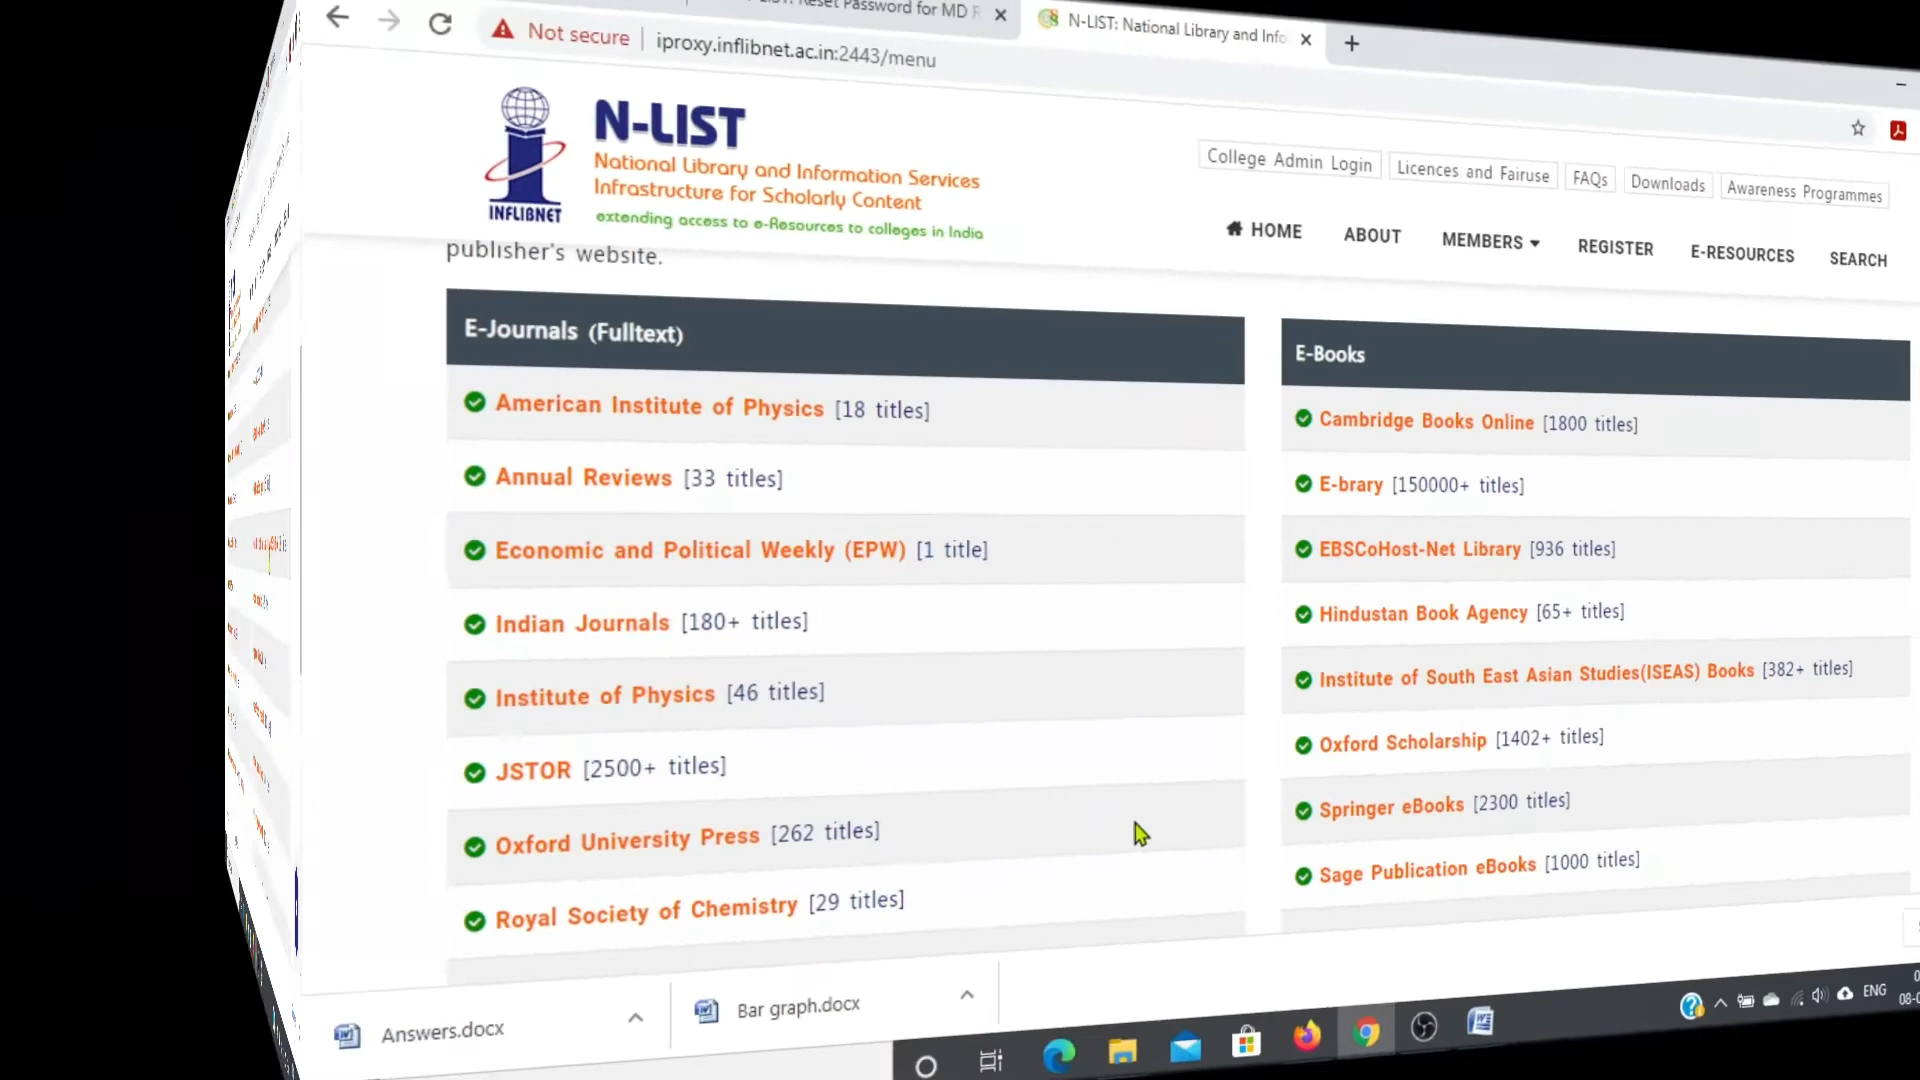 Reset Password for MD
N-LIST: National Library and Info
Not secure
iproxy.inflibnet.ac.in:2443/menu
INFLIBNET
N-LIST
National Library and Information Services
Infrastructure for Scholarly Content
extending access to e-Resources to colleges in India
College Admin Login
Licences and Fairuse
FAQs
Downloads
Awareness Programmes
HOME
ABOUT
MEMBERS
REGISTER
E-RESOURCES
SEARCH
publisher's website.
E-Journals (Fulltext)
American Institute of Physics [18 titles]
Annual Reviews [33 titles]
Economic and Political Weekly (EPW) [1 title]
Indian Journals [180+ titles]
Institute of Physics [46 titles]
JSTOR [2500+ titles]
Oxford University Press [262 titles]
Royal Society of Chemistry [29 titles]
E-Books
Cambridge Books Online [1800 titles]
E-brary [150000+ titles]
EBSCoHost-Net Library [936 titles]
Hindustan Book Agency [65+ titles]
Institute of South East Asian Studies(ISEAS) Books [382+ titles]
Oxford Scholarship [1402+ titles]
Springer eBooks [2300 titles]
Sage Publication eBooks [1000 titles]
Answers.docx
Bar graph.docx
ENG